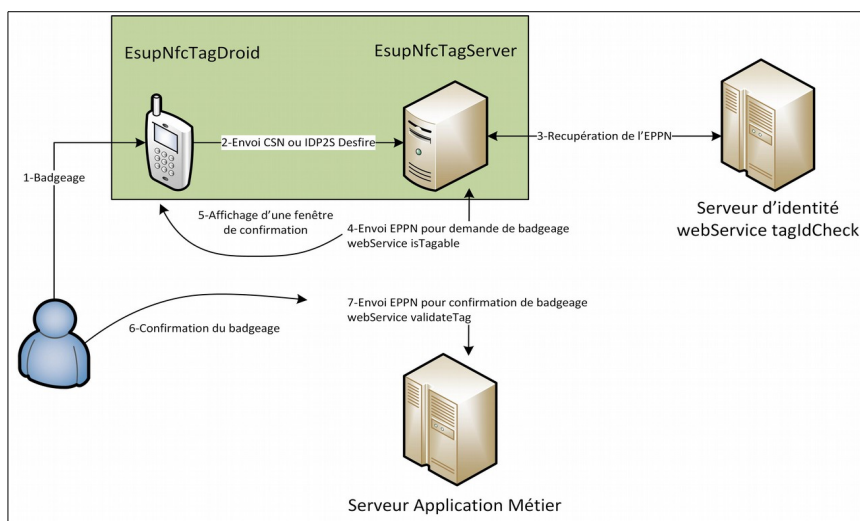 EsupNfcTagDroid
EsupNfcTagServer
1-Badgeage
2-Envoi CSN ou IDP2S Desfire
3-Recupération de l'EPPN
Serveur d'identité
webService tagIdCheck
5-Affichage d'une fenêtre
de confirmation
4-Envoi EPPN pour demande de badgeage
webService isTagable
6-Confirmation du badgeage
7-Envoi EPPN pour confirmation de badgeage
webService validateTag
Serveur Application Métier